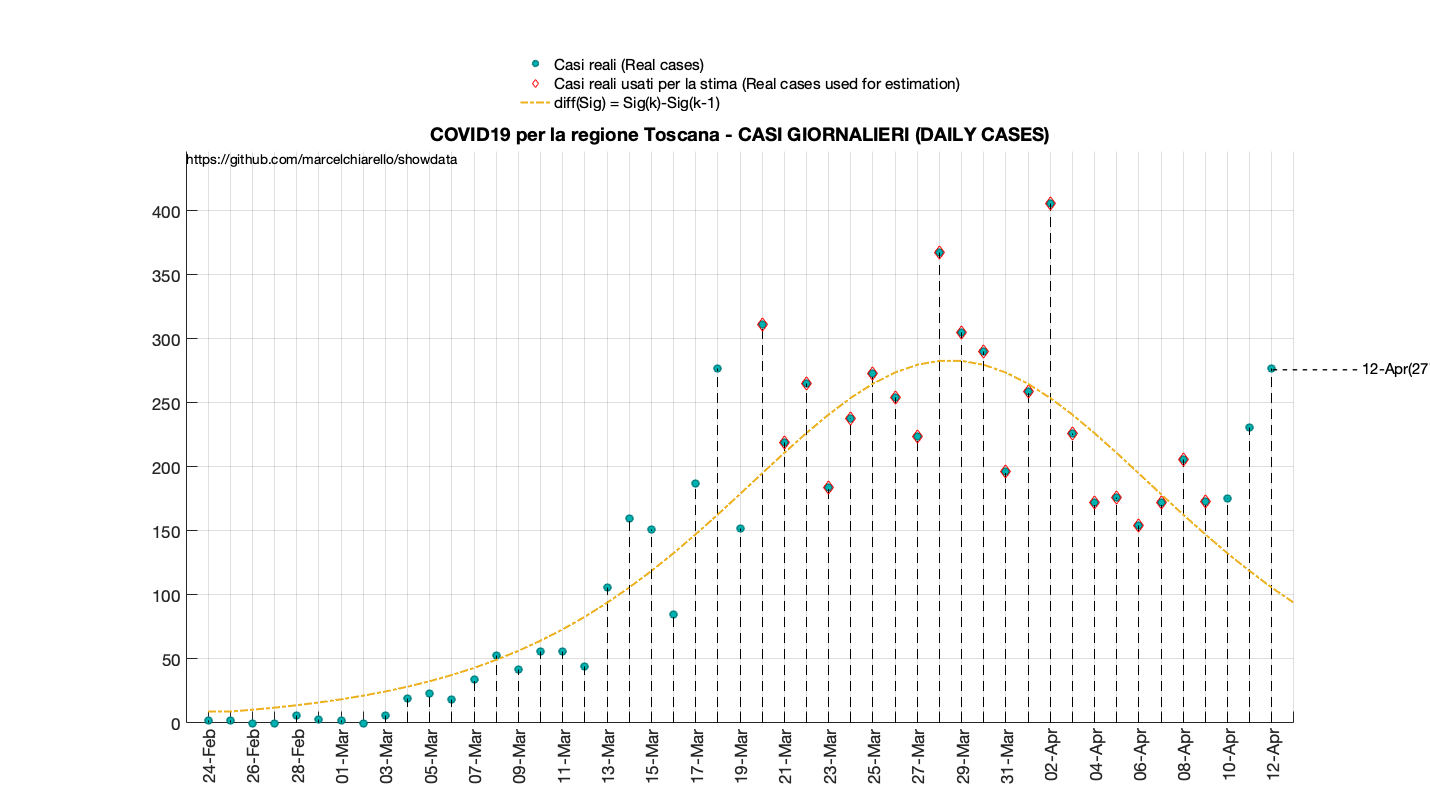 Casi reali (Real cases)
Casi reali usati per la stima (Real cases used for estimation)
diff(Sig) = Sig(k)-Sig(k-1)
COVID19 per la regione Toscana - CASI GIORNALIERI (DAILY CASES)
https://github.com/marcelchiarello/showdata
400
350
300
250
200
150
100
50
0
12-Apr(27
24-Feb
26-Feb
28-Feb
01-Mar
03-Mar
05-Mar
07-Mar
09-Mar
11-Mar
13-Mar
15-Mar
17-Mar
19-Mar
21-Mar
23-Mar
25-Mar
27-Mar
29-Mar
31-Mar
02-Apr
04-Apr
06-Apr
08-Apr
10-Apr
12-Apr